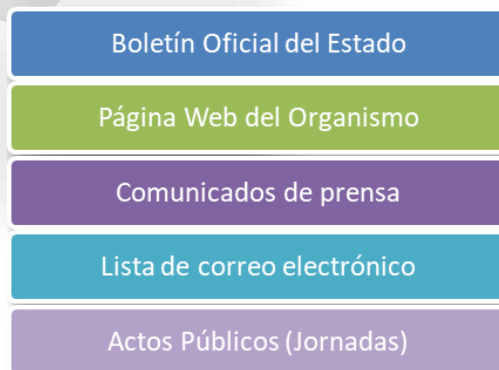 Boletín Oficial del Estado
Página Web del Organismo
Comunicados de prensa
Lista de correo electrónico
Actos Públicos (Jornadas)